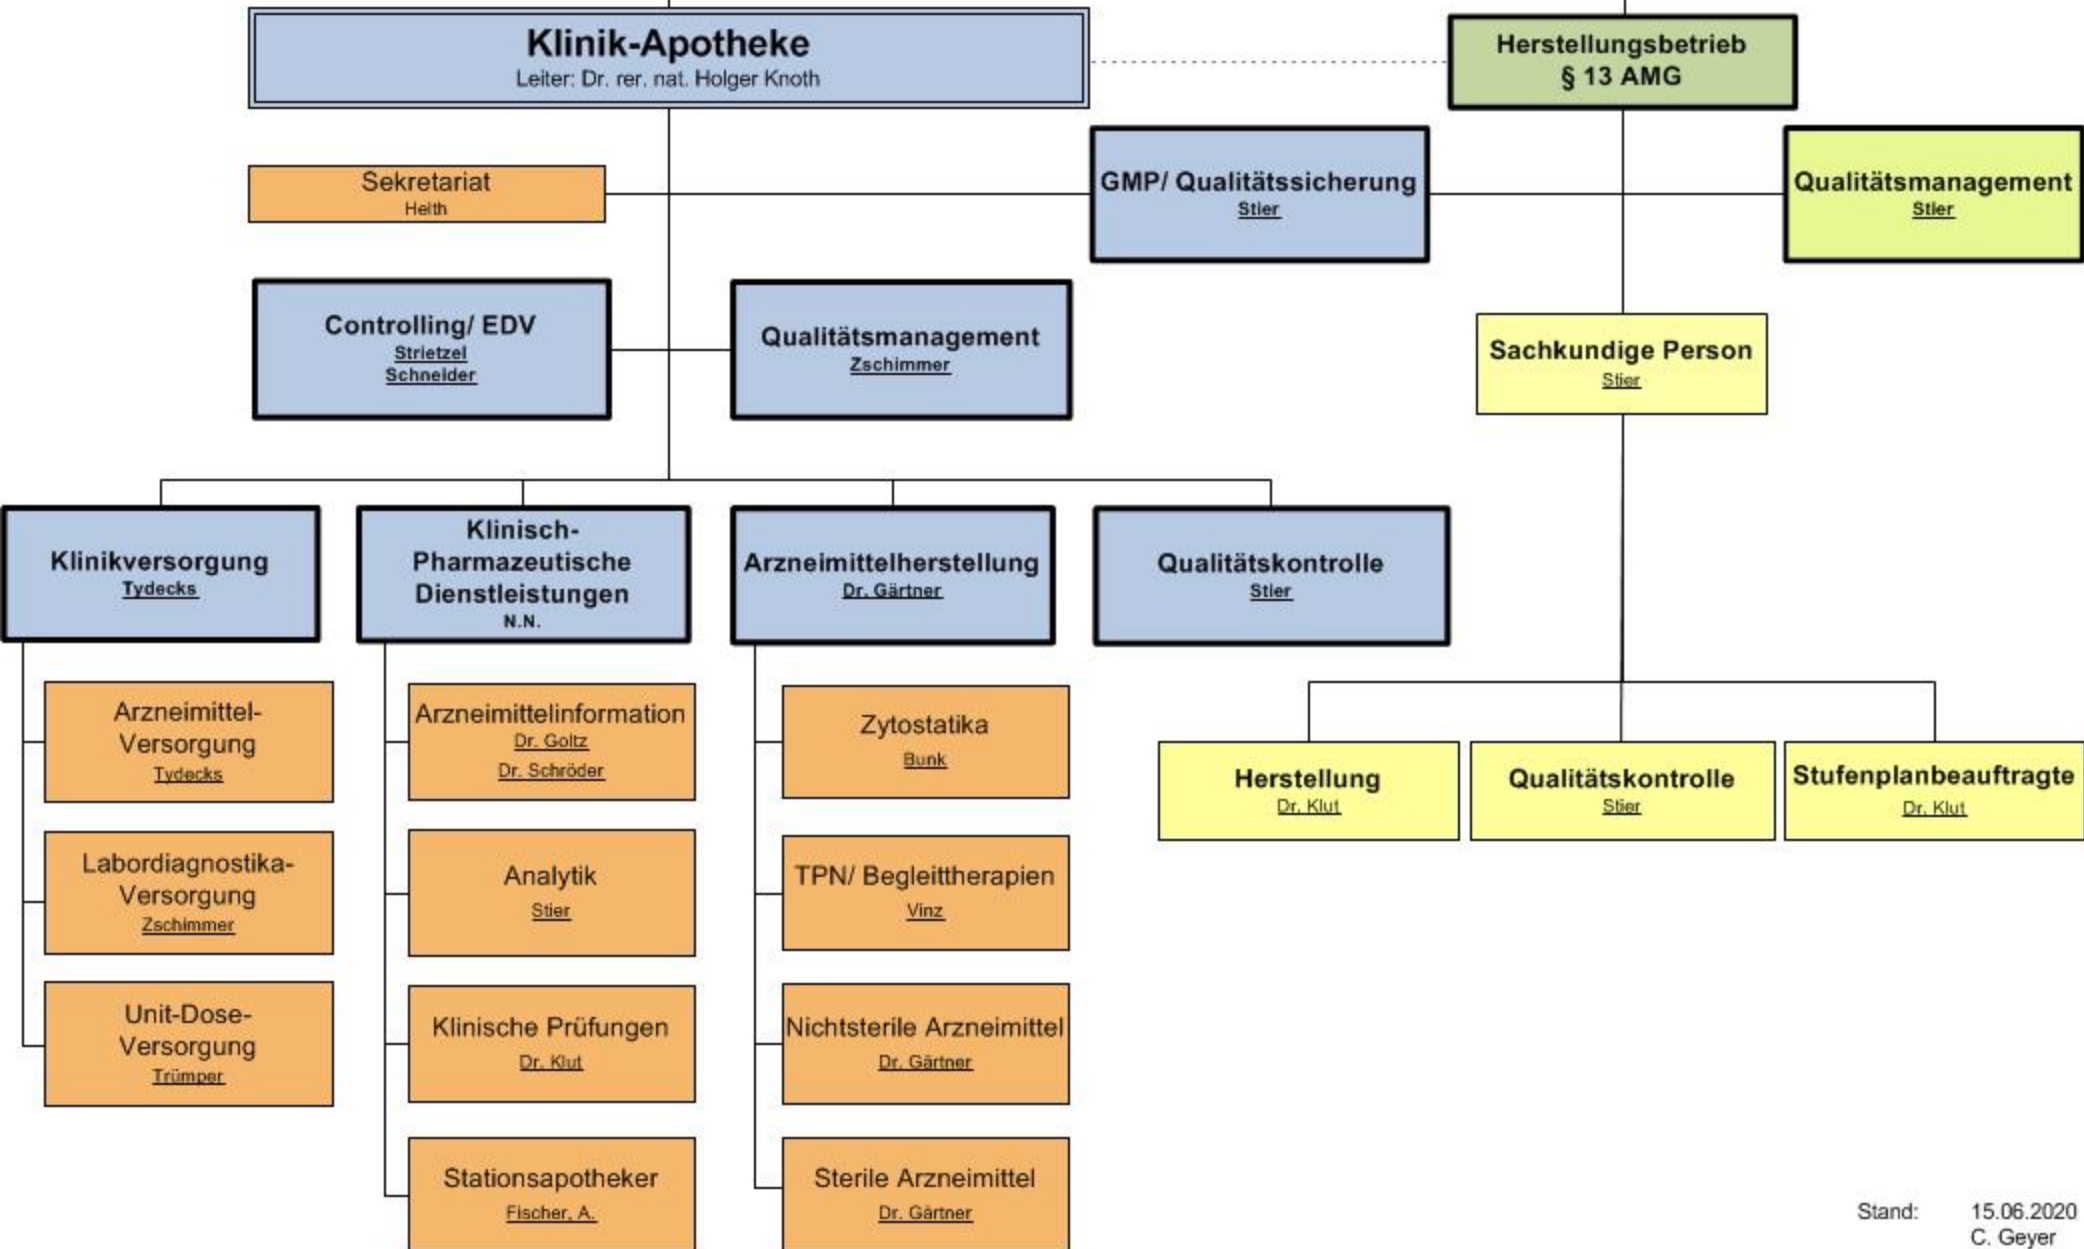 Klinik-Apotheke
Leiter: Dr. rer. nat. Holger Knoth
Herstellungsbetrieb
§ 13 AMG
Sekretariat
Heith
GMP/ Qualitätssicherung
Stier
Qualitätsmanagement
Stier
Controlling/ EDV
Strietzel
Schneider
Qualitätsmanagement
Zschimmer
Sachkundige Person
Stier
Klinikversorgung
Tydecks
Klinisch-
Pharmazeutische
Dienstleistungen
N.N.
Arzneimittelherstellung
Dr. Gärtner
Qualitätskontrolle
Stier
Arzneimittel-
Versorgung
Tydecks
Labordiagnostika-
Versorgung
Zschimmer
Unit-Dose-
Versorgung
Trümper
Arzneimittelinformation
Dr. Goltz
Dr. Schröder
Analytik
Stier
Klinische Prüfungen
Dr. Klut
Stationsapotheker
Fischer, A.
Zytostatika
Bunk
TPN/ Begleittherapien
Vinz
Nichtsterile Arzneimittel
Dr. Gärtner
Sterile Arzneimittel
Dr. Gärtner
Herstellung
Dr. Klut
Qualitätskontrolle
Stier
Stufenplanbeauftragte
Dr. Klut
Stand: 15.06.2020
C. Geyer